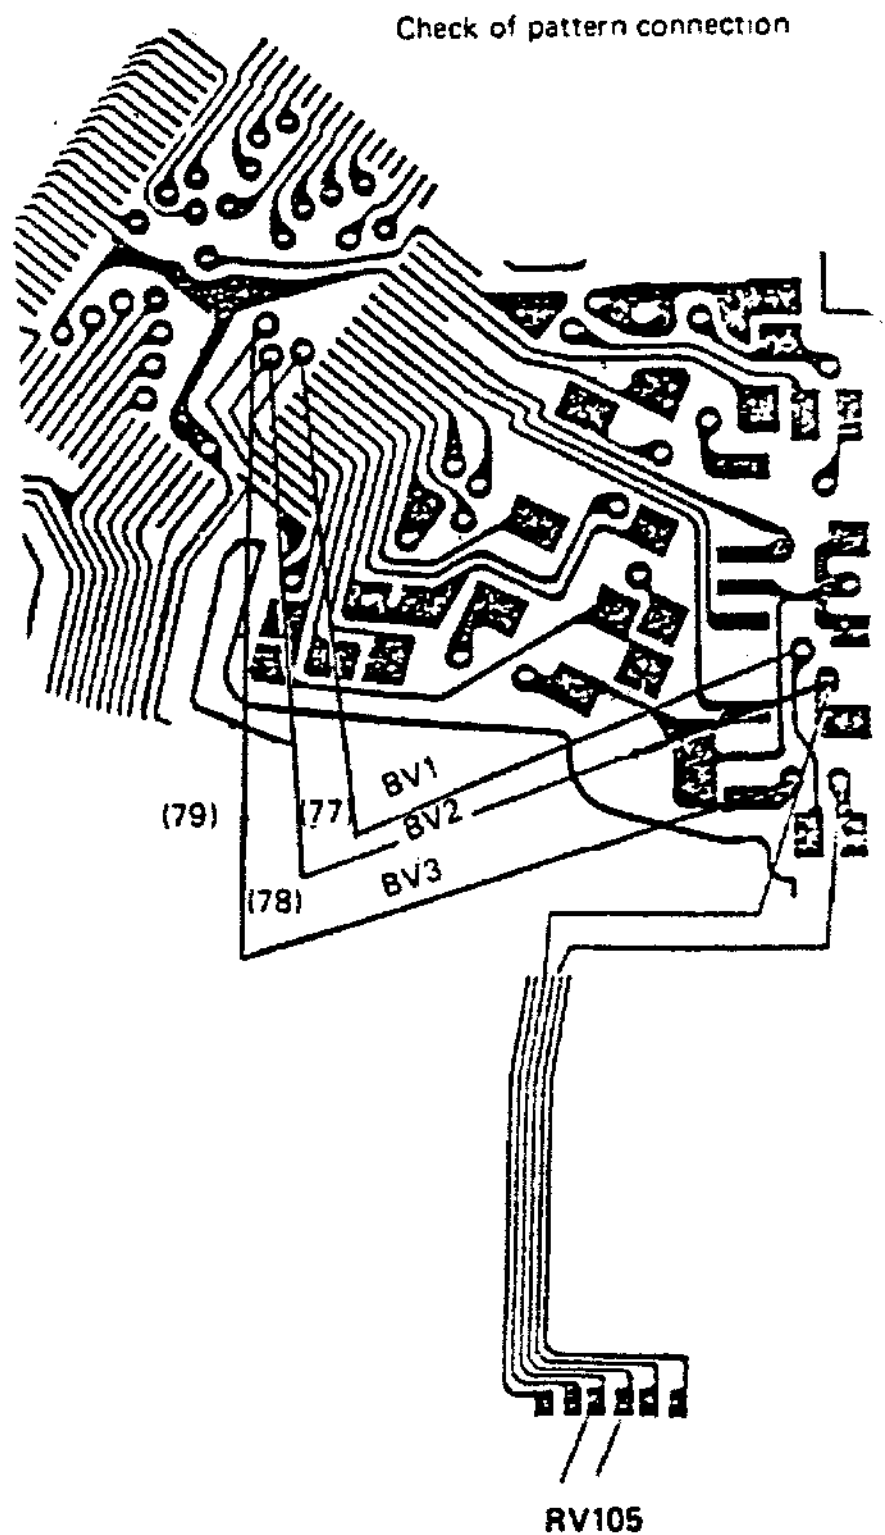 Check of pattern connection
BV1
(79)
(77)
BV2
BV3
(78)
RV105